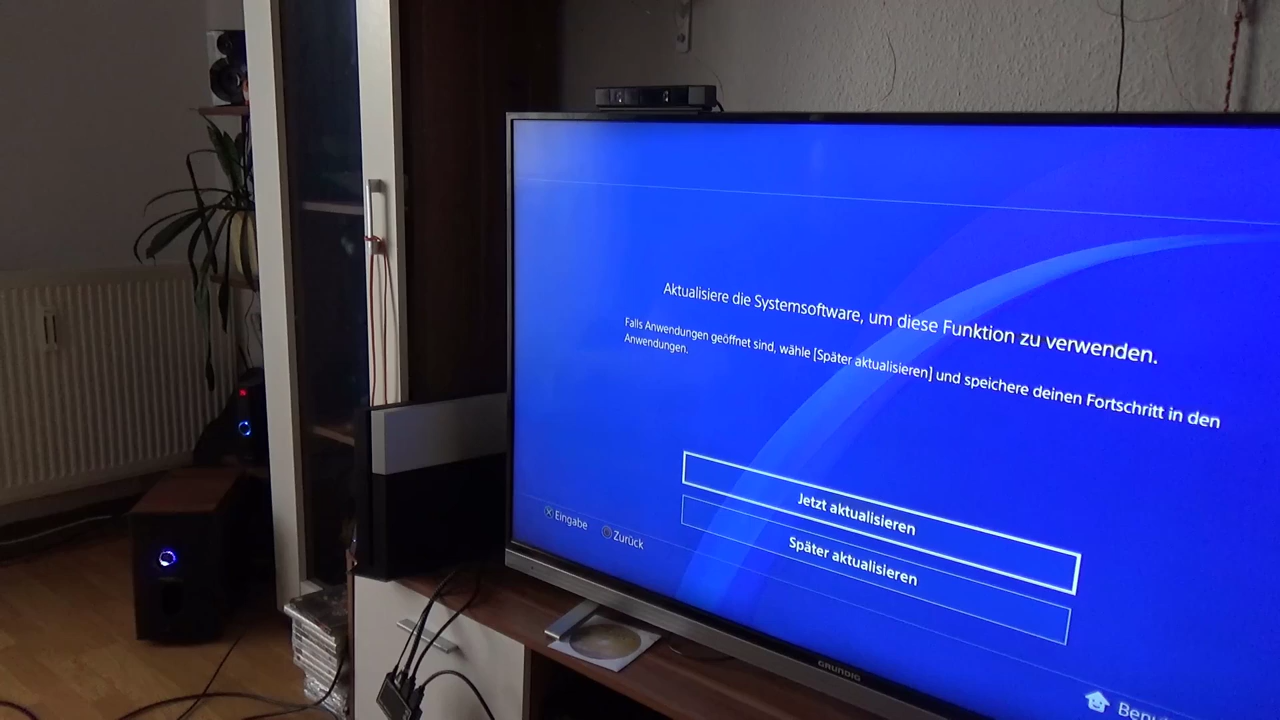 Aktualisiere die Systemsoftware, um diese Funktion zu verwenden.
Falls Anwendungen geöffnet sind, wähle [Später aktualisieren] und speichere deinen Fortschritt in den
Anwendungen.
Jetzt aktualisieren
Später aktualisieren
Eingabe
Zurück
GRUNDIG